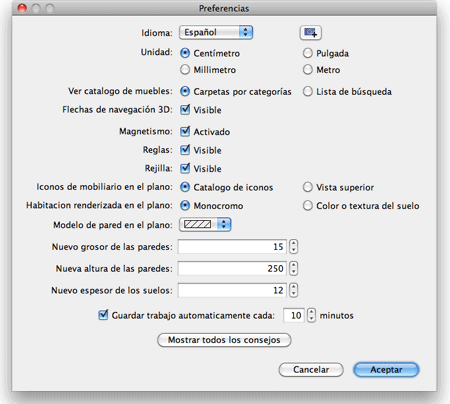 Preferencias
Idioma: Español
Unidad: Centímetro Pulgada
Millimetro Metro
Ver catalogo de muebles: Carpetas por categorías Lista de búsqueda
Flechas de navegación 3D: Visible
Magnetismo: Activado
Reglas: Visible
Rejilla: Visible
Iconos de mobiliario en el plano: Catalogo de iconos Vista superior
Habitacion renderizada en el plano: Monocromo Color o textura del suelo
Modelo de pared en el plano:
Nuevo grosor de las paredes: 15
Nueva altura de las paredes: 250
Nuevo espesor de los suelos: 12
Guardar trabajo automaticamente cada: 10 minutos
Mostrar todos los consejos
Cancelar Aceptar